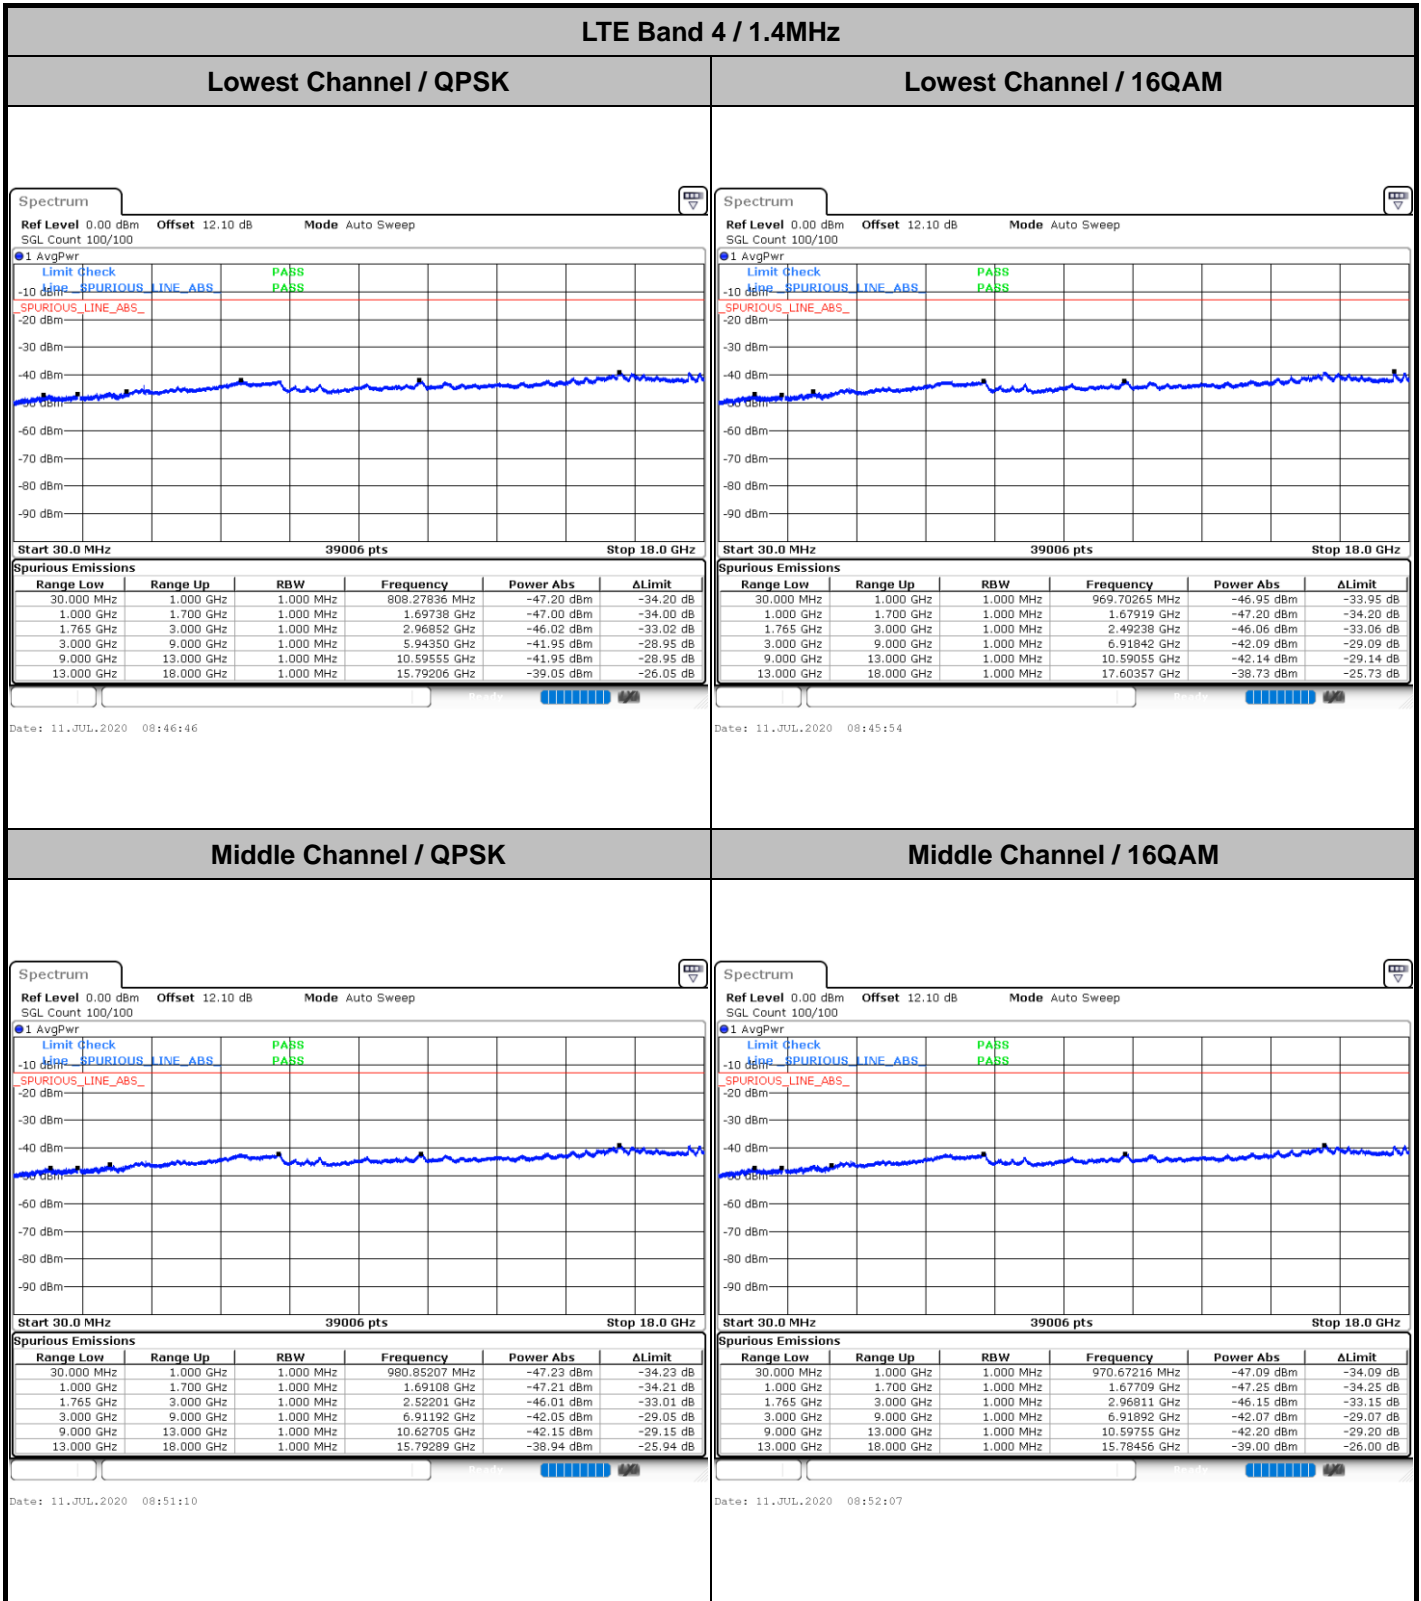 LTE Band 4 / 1.4MHz
Lowest Channel / QPSK
Lowest Channel / 16QAM
Spectrum
Ref Level 0.00 dBm Offset 12.10 dB Mode Auto Sweep
SGL Count 100/100
1 AvgPwr
Limit Check PASS
Line _SPURIOUS_LINE_ABS_ PASS
-10 dBm
_SPURIOUS_LINE_ABS_
-20 dBm
-30 dBm
-40 dBm
-50 dBm
-60 dBm
-70 dBm
-80 dBm
-90 dBm
Start 30.0 MHz 39006 pts Stop 18.0 GHz
Spurious Emissions
Range Low Range Up RBW Frequency Power Abs ΔLimit
30.000 MHz 1.000 GHz 1.000 MHz 808.27836 MHz -47.20 dBm -34.20 dB
1.000 GHz 1.700 GHz 1.000 MHz 1.69738 GHz -47.00 dBm -34.00 dB
1.765 GHz 3.000 GHz 1.000 MHz 2.96852 GHz -46.02 dBm -33.02 dB
3.000 GHz 9.000 GHz 1.000 MHz 5.94350 GHz -41.95 dBm -28.95 dB
9.000 GHz 13.000 GHz 1.000 MHz 10.59555 GHz -41.95 dBm -28.95 dB
13.000 GHz 18.000 GHz 1.000 MHz 15.79206 GHz -39.05 dBm -26.05 dB
Ready
Date: 11.JUL.2020 08:46:46
Spectrum
Ref Level 0.00 dBm Offset 12.10 dB Mode Auto Sweep
SGL Count 100/100
1 AvgPwr
Limit Check PASS
Line _SPURIOUS_LINE_ABS_ PASS
-10 dBm
_SPURIOUS_LINE_ABS_
-20 dBm
-30 dBm
-40 dBm
-50 dBm
-60 dBm
-70 dBm
-80 dBm
-90 dBm
Start 30.0 MHz 39006 pts Stop 18.0 GHz
Spurious Emissions
Range Low Range Up RBW Frequency Power Abs ΔLimit
30.000 MHz 1.000 GHz 1.000 MHz 969.70265 MHz -46.95 dBm -33.95 dB
1.000 GHz 1.700 GHz 1.000 MHz 1.67919 GHz -47.20 dBm -34.20 dB
1.765 GHz 3.000 GHz 1.000 MHz 2.49238 GHz -46.06 dBm -33.06 dB
3.000 GHz 9.000 GHz 1.000 MHz 6.91842 GHz -42.09 dBm -29.09 dB
9.000 GHz 13.000 GHz 1.000 MHz 10.59055 GHz -42.14 dBm -29.14 dB
13.000 GHz 18.000 GHz 1.000 MHz 17.60357 GHz -38.73 dBm -25.73 dB
Ready
Date: 11.JUL.2020 08:45:54
Middle Channel / QPSK
Middle Channel / 16QAM
Spectrum
Ref Level 0.00 dBm Offset 12.10 dB Mode Auto Sweep
SGL Count 100/100
1 AvgPwr
Limit Check PASS
Line _SPURIOUS_LINE_ABS_ PASS
-10 dBm
_SPURIOUS_LINE_ABS_
-20 dBm
-30 dBm
-40 dBm
-50 dBm
-60 dBm
-70 dBm
-80 dBm
-90 dBm
Start 30.0 MHz 39006 pts Stop 18.0 GHz
Spurious Emissions
Range Low Range Up RBW Frequency Power Abs ΔLimit
30.000 MHz 1.000 GHz 1.000 MHz 980.85207 MHz -47.23 dBm -34.23 dB
1.000 GHz 1.700 GHz 1.000 MHz 1.69108 GHz -47.21 dBm -34.21 dB
1.765 GHz 3.000 GHz 1.000 MHz 2.52201 GHz -46.01 dBm -33.01 dB
3.000 GHz 9.000 GHz 1.000 MHz 6.91192 GHz -42.05 dBm -29.05 dB
9.000 GHz 13.000 GHz 1.000 MHz 10.62705 GHz -42.15 dBm -29.15 dB
13.000 GHz 18.000 GHz 1.000 MHz 15.79289 GHz -38.94 dBm -25.94 dB
Ready
Date: 11.JUL.2020 08:51:10
Spectrum
Ref Level 0.00 dBm Offset 12.10 dB Mode Auto Sweep
SGL Count 100/100
1 AvgPwr
Limit Check PASS
Line _SPURIOUS_LINE_ABS_ PASS
-10 dBm
_SPURIOUS_LINE_ABS_
-20 dBm
-30 dBm
-40 dBm
-50 dBm
-60 dBm
-70 dBm
-80 dBm
-90 dBm
Start 30.0 MHz 39006 pts Stop 18.0 GHz
Spurious Emissions
Range Low Range Up RBW Frequency Power Abs ΔLimit
30.000 MHz 1.000 GHz 1.000 MHz 970.67216 MHz -47.09 dBm -34.09 dB
1.000 GHz 1.700 GHz 1.000 MHz 1.67709 GHz -47.25 dBm -34.25 dB
1.765 GHz 3.000 GHz 1.000 MHz 2.96811 GHz -46.15 dBm -33.15 dB
3.000 GHz 9.000 GHz 1.000 MHz 6.91892 GHz -42.07 dBm -29.07 dB
9.000 GHz 13.000 GHz 1.000 MHz 10.59755 GHz -42.20 dBm -29.20 dB
13.000 GHz 18.000 GHz 1.000 MHz 15.78456 GHz -39.00 dBm -26.00 dB
Ready
Date: 11.JUL.2020 08:52:07